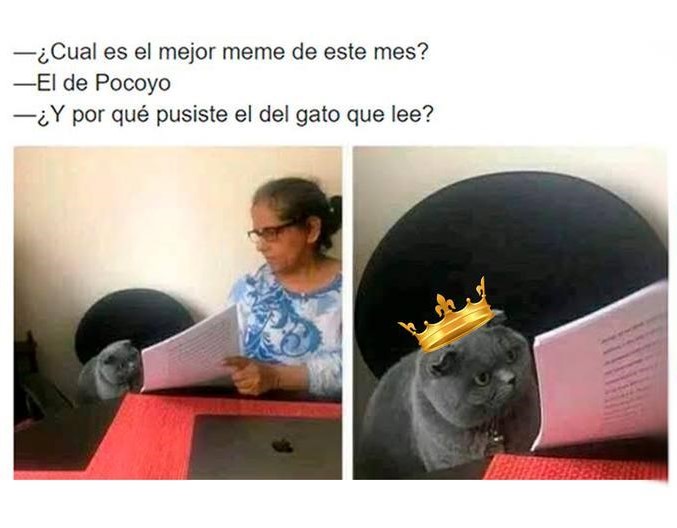 —¿Cual es el mejor meme de este mes?
—El de Pocoyo
—¿Y por qué pusiste el del gato que lee?